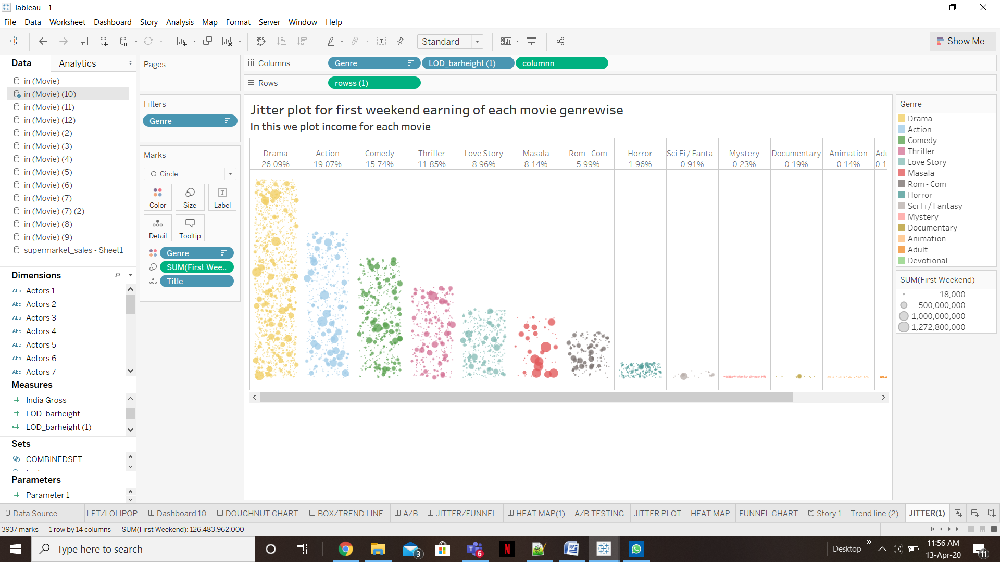 Tableau - 1
File Data Worksheet Dashboard Story Analysis Map Format Server Window Help
Standard
Show Me
Data Analytics
in (Movie)
in (Movie) (10)
in (Movie) (11)
in (Movie) (12)
in (Movie) (2)
in (Movie) (3)
in (Movie) (4)
in (Movie) (5)
in (Movie) (6)
in (Movie) (7)
in (Movie) (7) (2)
in (Movie) (8)
in (Movie) (9)
supermarket_sales - Sheet1
Dimensions
Abc Actors 1
Abc Actors 2
Abc Actors 3
Abc Actors 4
Abc Actors 5
Abc Actors 6
Abc Actors 7
Measures
# India Gross
=# LOD_barheight
=# LOD_barheight (1)
Sets
COMBINEDSET
Parameters
# Parameter 1
Pages
Filters
Genre
Marks
Circle
Color Size Label
Detail Tooltip
Genre
SUM(First Wee..
Title
Columns Genre LOD_barheight (1) columnn
Rows rowss (1)
Jitter plot for first weekend earning of each movie genrewise
In this we plot income for each movie
Drama Action Comedy Thriller Love Story Masala Rom - Com Horror Sci Fi / Fanta.. Mystery Documentary Animation Adu
26.09% 19.07% 15.74% 11.85% 8.96% 8.14% 5.99% 1.96% 0.91% 0.23% 0.19% 0.14% 0.1
Genre
Drama
Action
Comedy
Thriller
Love Story
Masala
Rom - Com
Horror
Sci Fi / Fantasy
Mystery
Documentary
Animation
Adult
Devotional
SUM(First Weekend)
18,000
500,000,000
1,000,000,000
1,272,800,000
Data Source LLET/LOLIPOP Dashboard 10 DOUGHNUT CHART BOX/TREND LINE A/B JITTER/FUNNEL HEAT MAP(1) A/B TESTING JITTER PLOT HEAT MAP FUNNEL CHART Story 1 Trend line (2) JITTER(1)
3937 marks 1 row by 14 columns SUM(First Weekend): 126,483,962,000
Type here to search
3
6
N
W
Desktop
11:56 AM
13-Apr-20
11